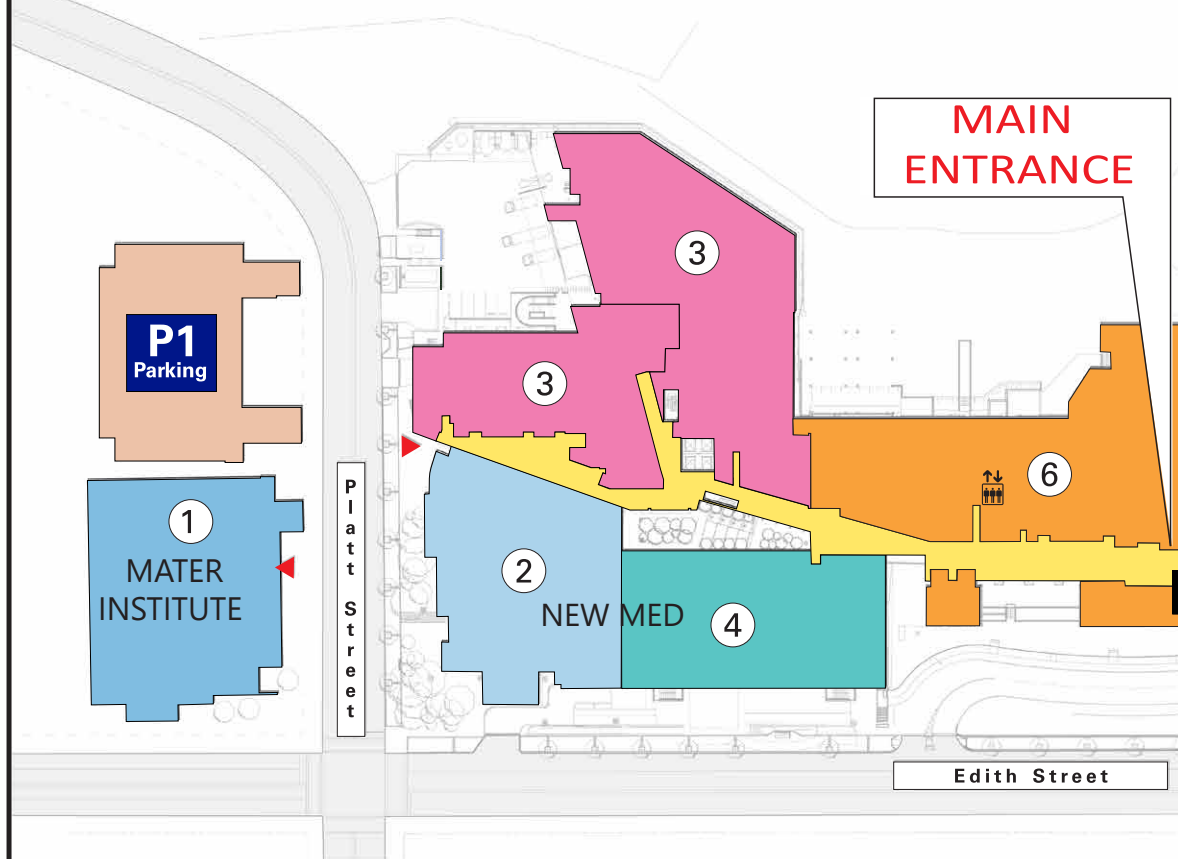 MAIN
ENTRANCE
3
P1
Parking
3
6
1
MATER
INSTITUTE
Platt Street
2
NEW MED
4
Edith Street